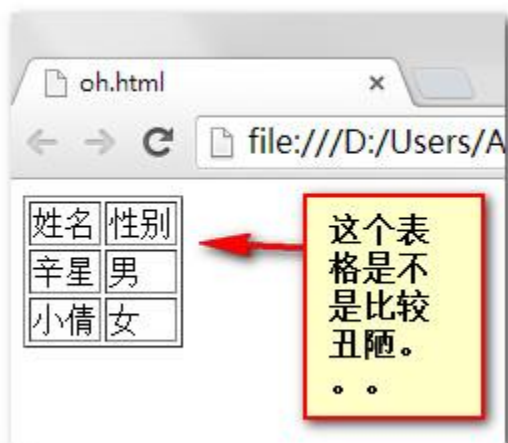 oh.html
file:///D:/Users/A
姓名 性别
辛星 男
小倩 女
这个表
格是不
是比较
丑陋。
。。